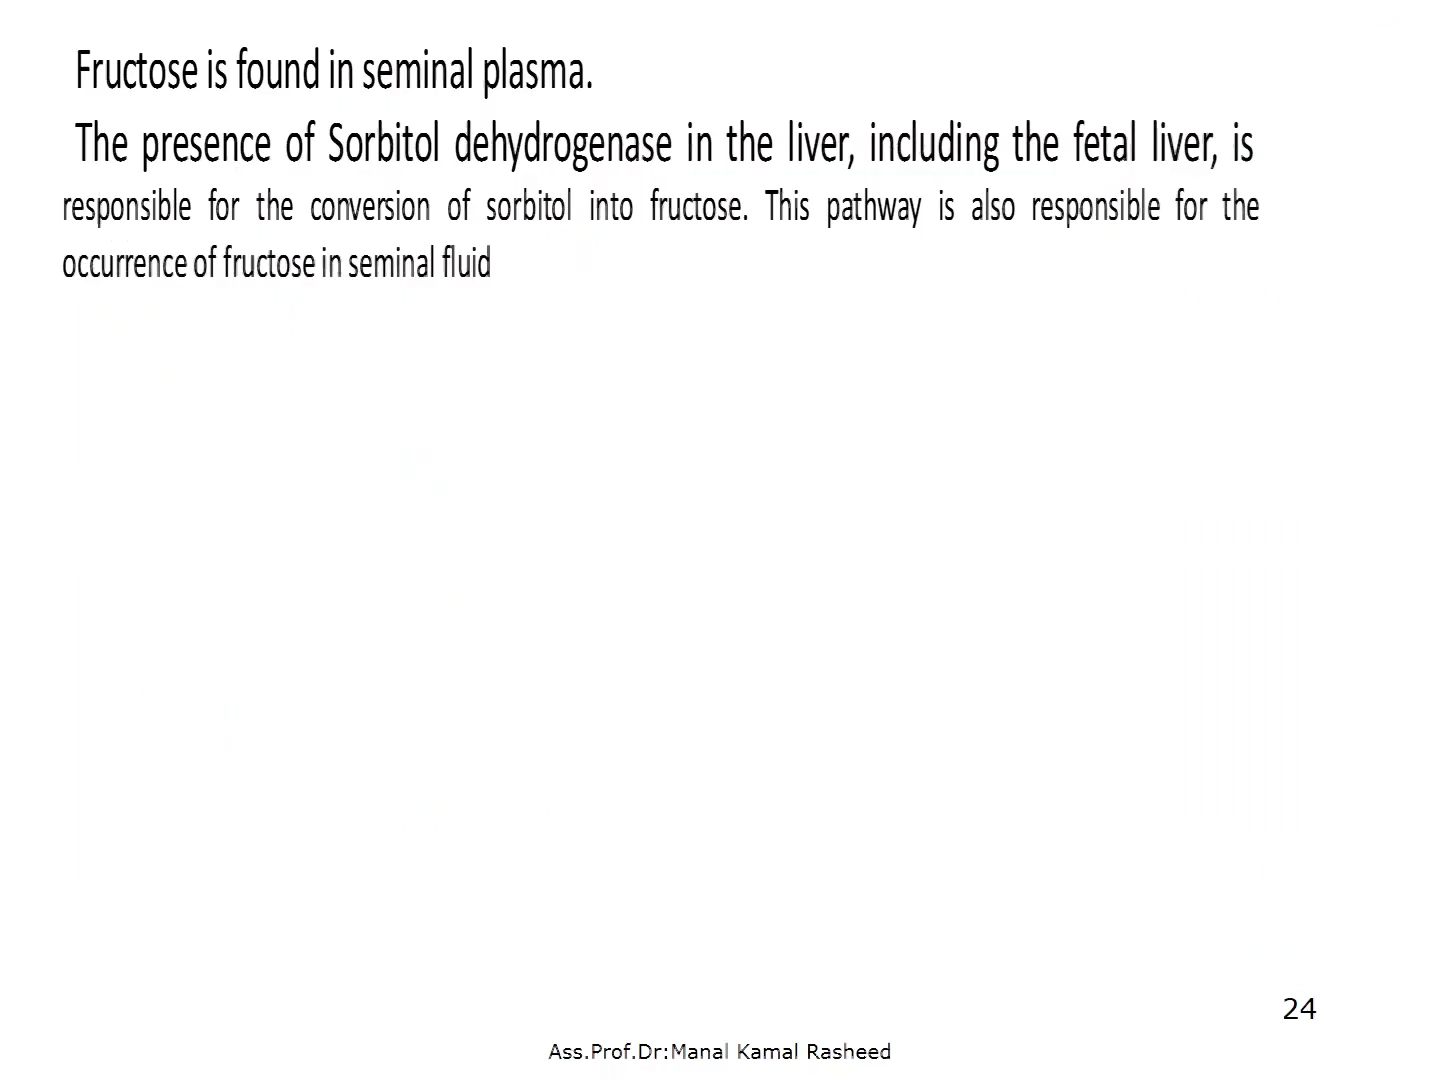 Fructose is found in seminal plasma.
The presence of Sorbitol dehydrogenase in the liver, including the fetal liver, is
responsible for the conversion of sorbitol into fructose. This pathway is also responsible for the
occurrence of fructose in seminal fluid
24
Ass.Prof.Dr:Manal Kamal Rasheed